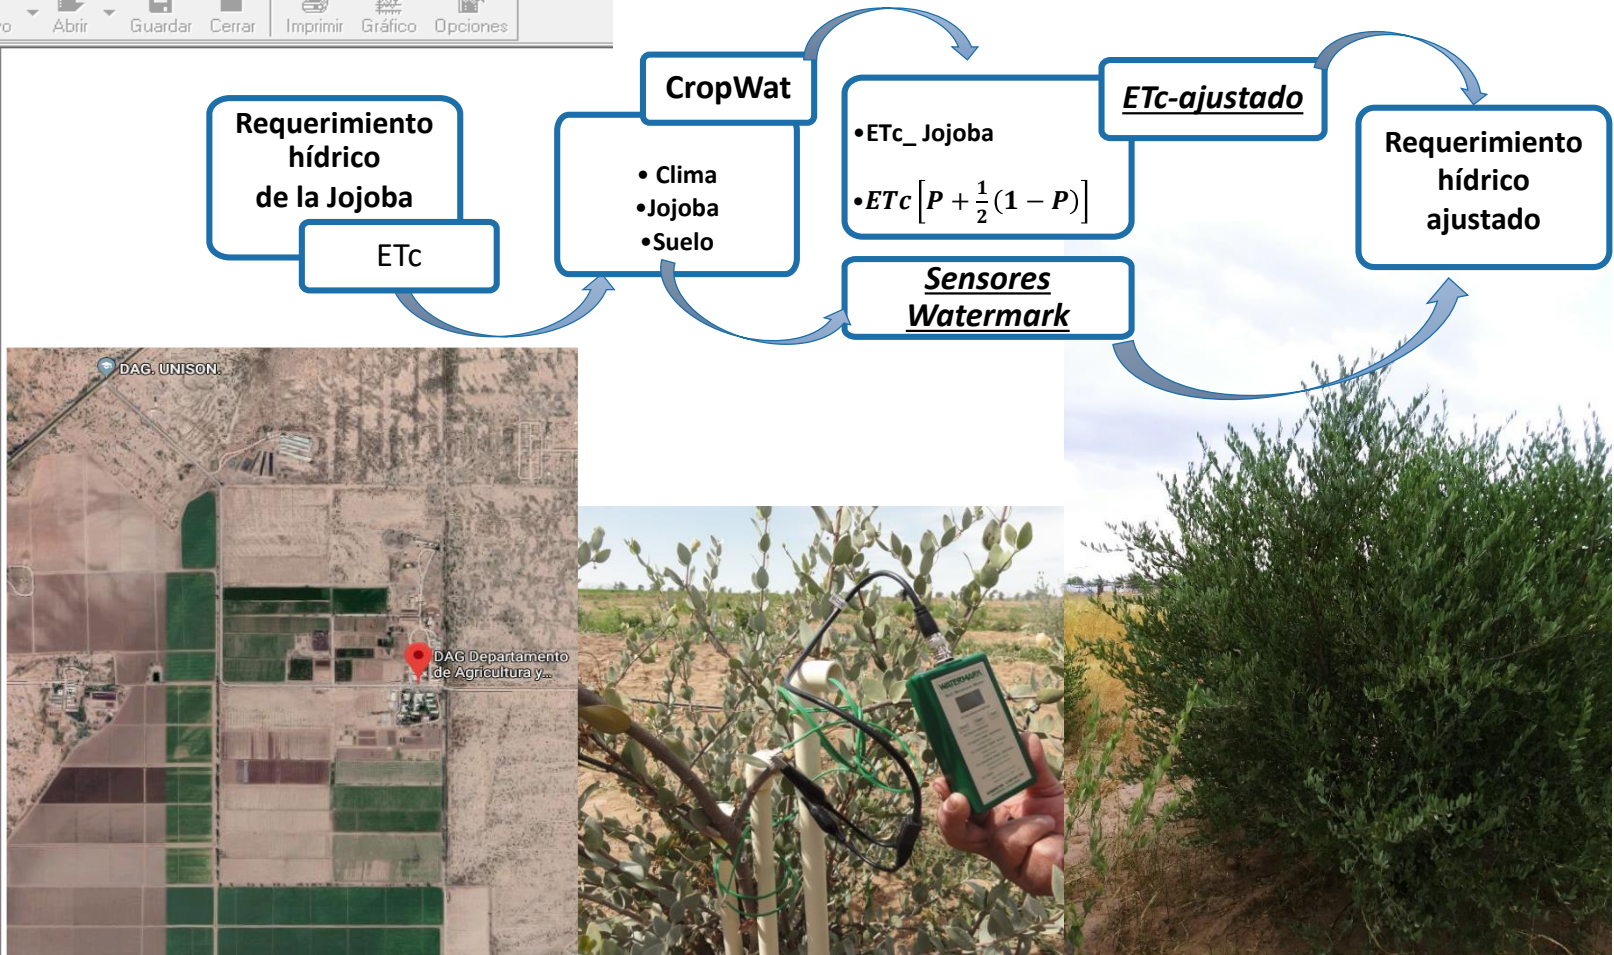 Abrir Guardar Cerrar Imprimir Gráfico Opciones
Requerimiento
hídrico
de la Jojoba
ETc
CropWat
• Clima
•Jojoba
•Suelo
•ETc_ Jojoba
•ETc [P + 1/2 (1 − P)]
ETc-ajustado
Sensores
Watermark
Requerimiento
hídrico
ajustado
DAG. UNISON.
DAG Departamento
de Agricultura y...
WATERMARK